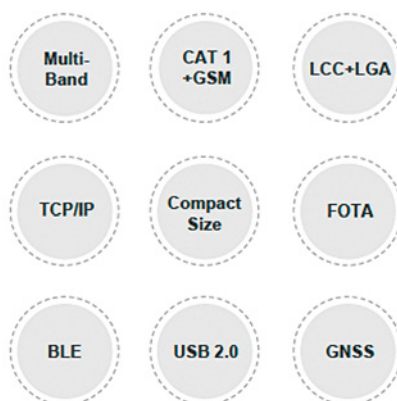 Multi-
Band
CAT 1
+GSM
LCC+LGA
TCP/IP
Compact
Size
FOTA
BLE
USB 2.0
GNSS